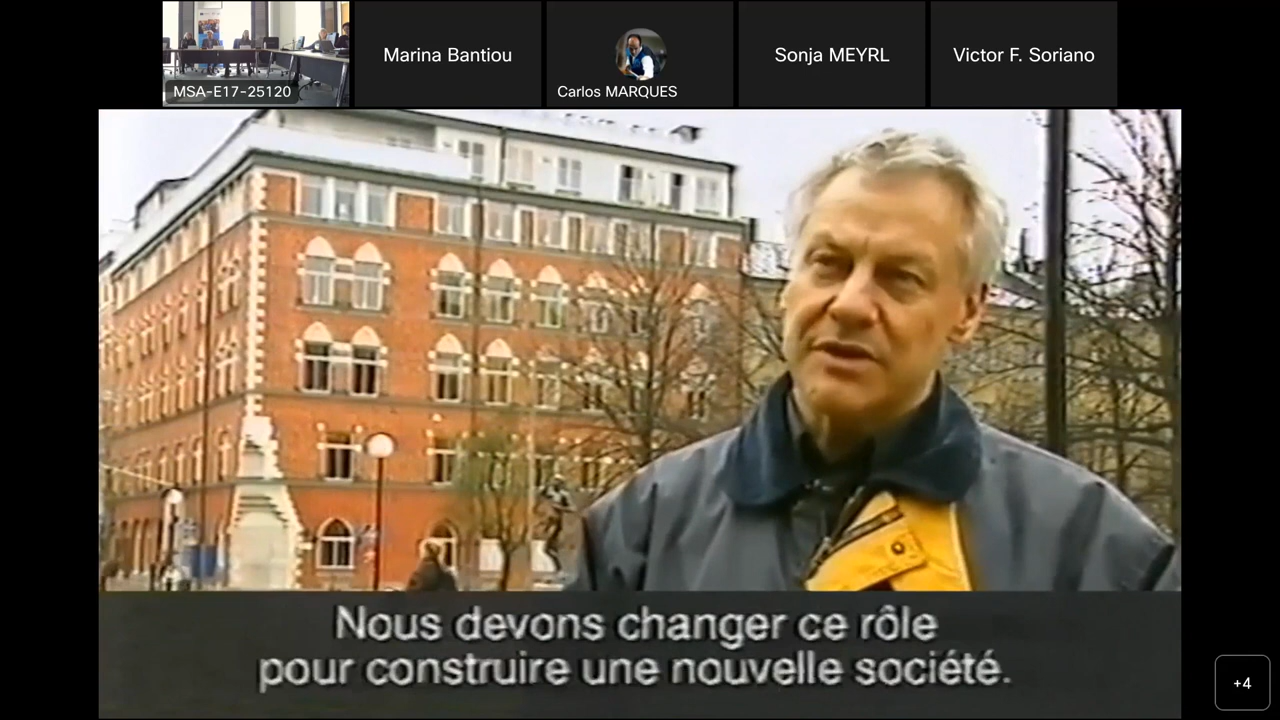 MSA-E17-25120
Marina Bantiou
Carlos MARQUES
Sonja MEYRL
Victor F. Soriano
Nous devons changer ce rôle
pour construire une nouvelle société.
+4